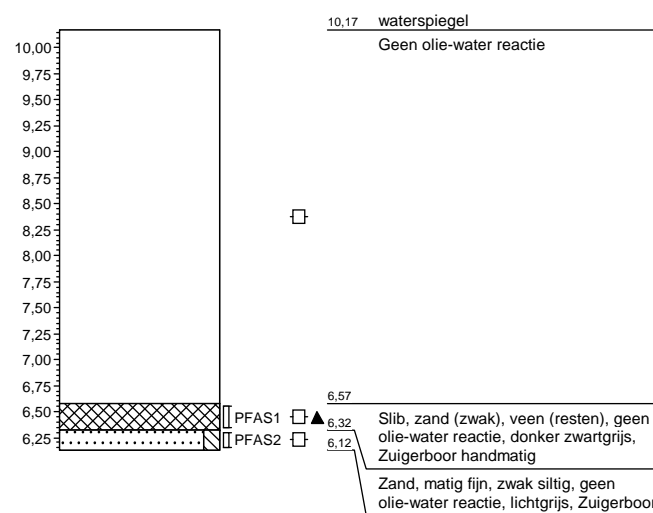 10,17 waterspiegel
Geen olie-water reactie
10,00
9,75
9,50
9,25
9,00
8,75
8,50
8,25
8,00
7,75
7,50
7,25
7,00
6,75
6,50
6,25
PFAS1
PFAS2
6,57
6,32
Slib, zand (zwak), veen (resten), geen
olie-water reactie, donker zwartgrijs,
Zuigerboor handmatig
6,12
Zand, matig fijn, zwak siltig, geen
olie-water reactie, lichtgrijs, Zuigerboor